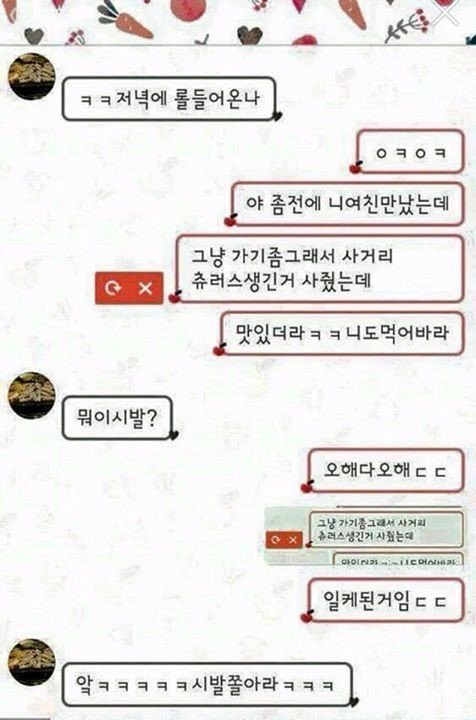 ㅋㅋ저녁에 롤들어온나
ㅇㅋㅇㅋ
야 좀전에 니여친만났는데
그냥 가기좀그래서 사거리
츄러스생긴거 사줬는데
맛있더라ㅋㅋ니도먹어바라
뭐이시발?
오해다오해ㄷㄷ
그냥 가기좀그래서 사거리
츄러스생긴거 사줬는데
맛있더라ㅋㅋ니도먹어바라
일케된거임ㄷㄷ
앜ㅋㅋㅋㅋㅋ시발쫄아라ㅋㅋㅋ